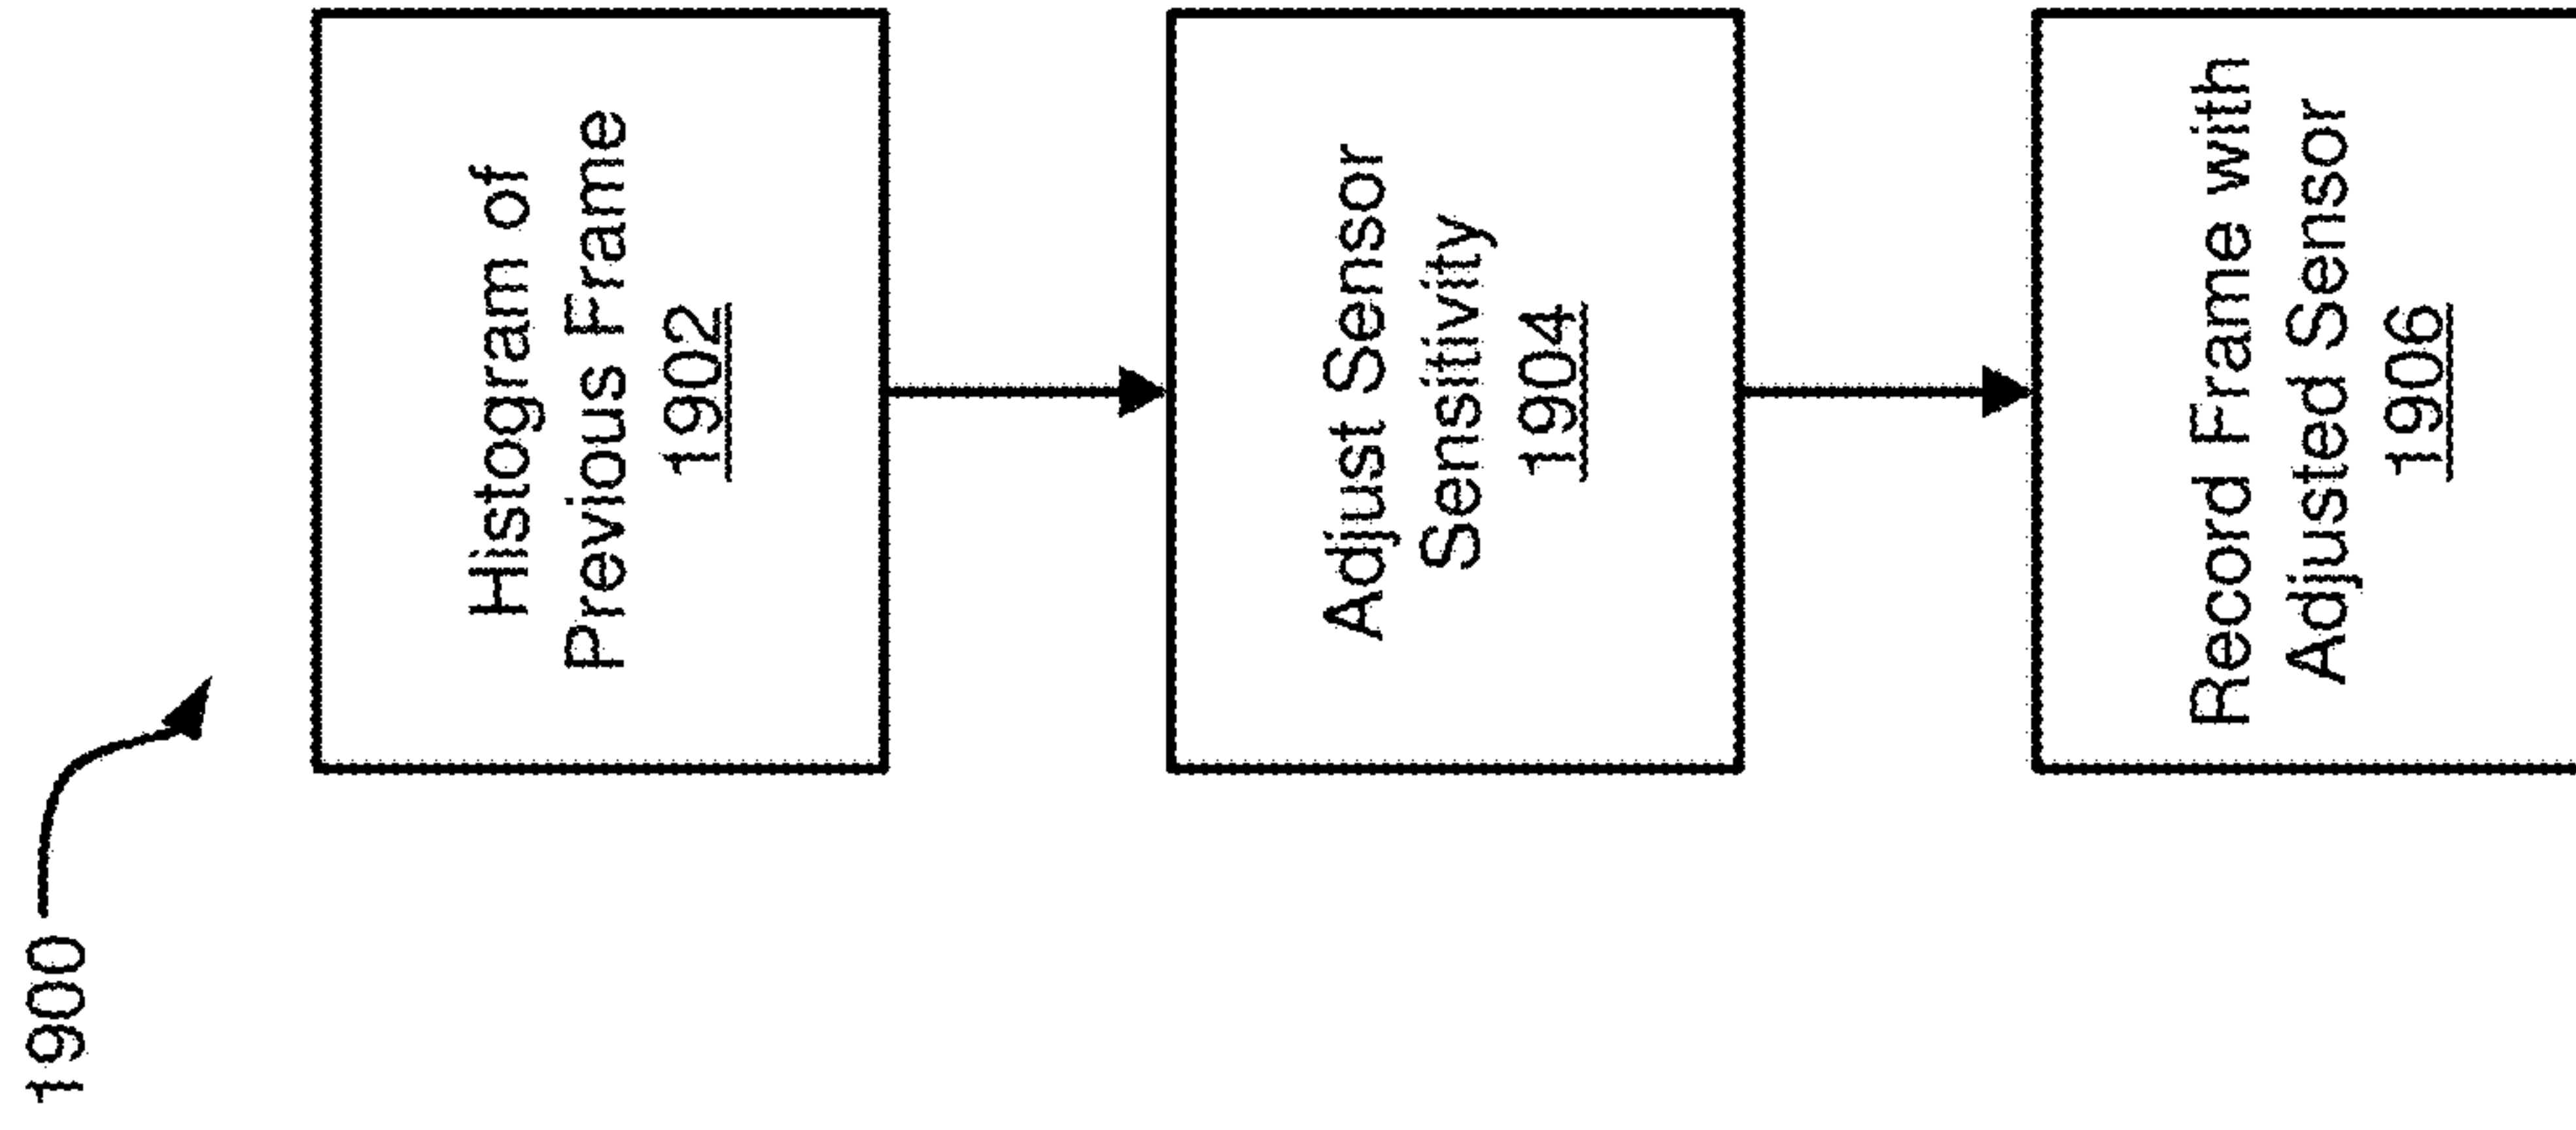 1900
Histogram of
Previous Frame
1902
Adjust Sensor
Sensitivity
1904
Record Frame with
Adjusted Sensor
1906